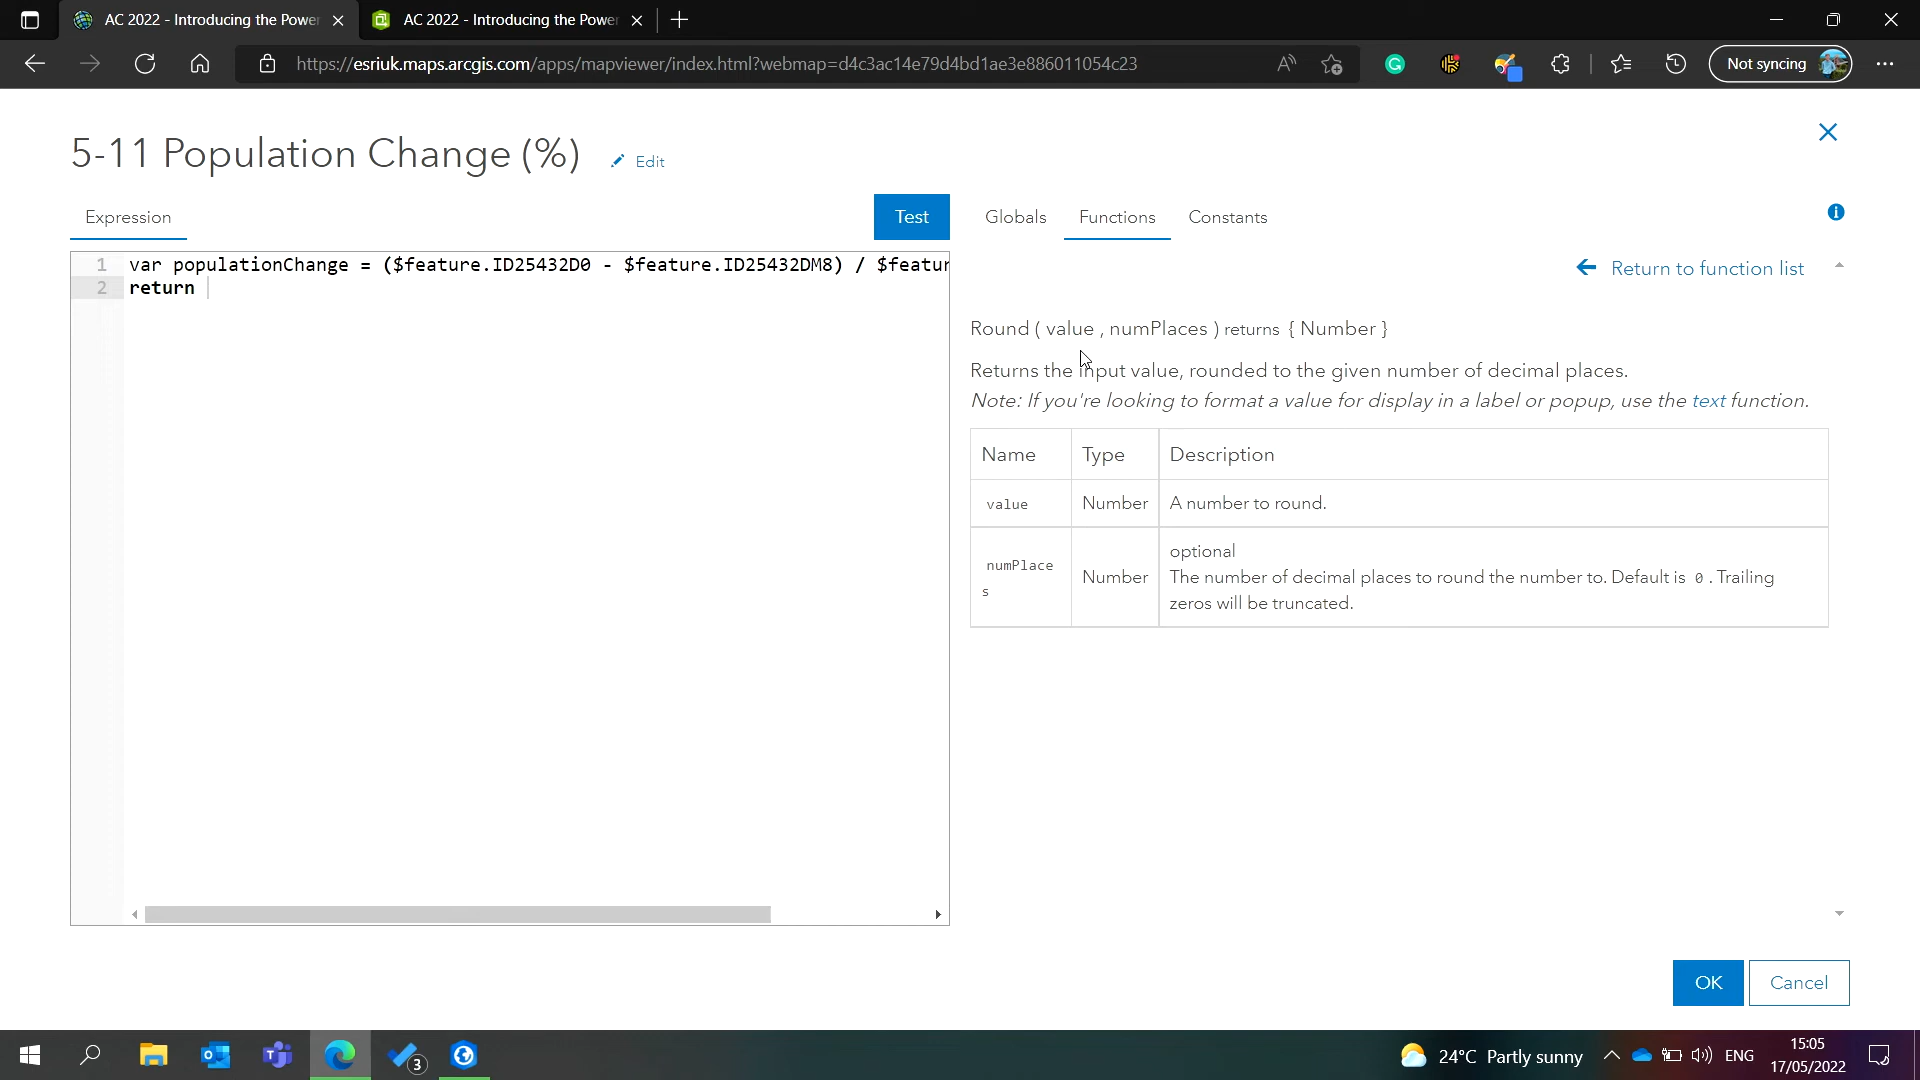 AC 2022 - Introducing the Power
AC 2022 - Introducing the Power
https://esriuk.maps.arcgis.com/apps/mapviewer/index.html?webmap=d4c3ac14e79d4bd1ae3e886011054c23
Not syncing
5-11 Population Change (%)
Edit
Expression
Test
Globals
Functions
Constants
1 var populationChange = ($feature.ID25432D0 - $feature.ID25432DM8) / $featur
2 return
Return to function list
Round ( value , numPlaces ) returns { Number }
Returns the input value, rounded to the given number of decimal places.
Note: If you're looking to format a value for display in a label or popup, use the text function.
Name Type Description
value Number A number to round.
numPlace
s
Number
optional
The number of decimal places to round the number to. Default is 0 . Trailing
zeros will be truncated.
OK
Cancel
3
24°C Partly sunny
ENG
15:05
17/05/2022